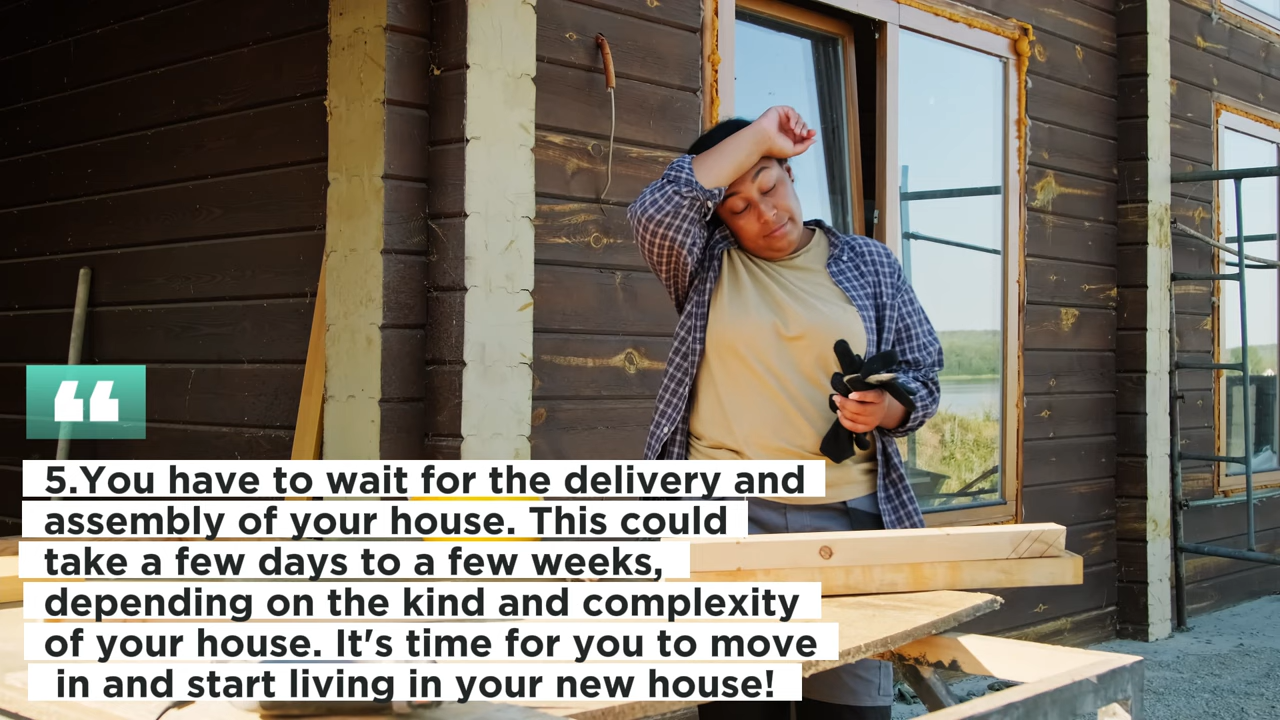 5.You have to wait for the delivery and
assembly of your house. This could
take a few days to a few weeks,
depending on the kind and complexity
of your house. It's time for you to move
in and start living in your new house!